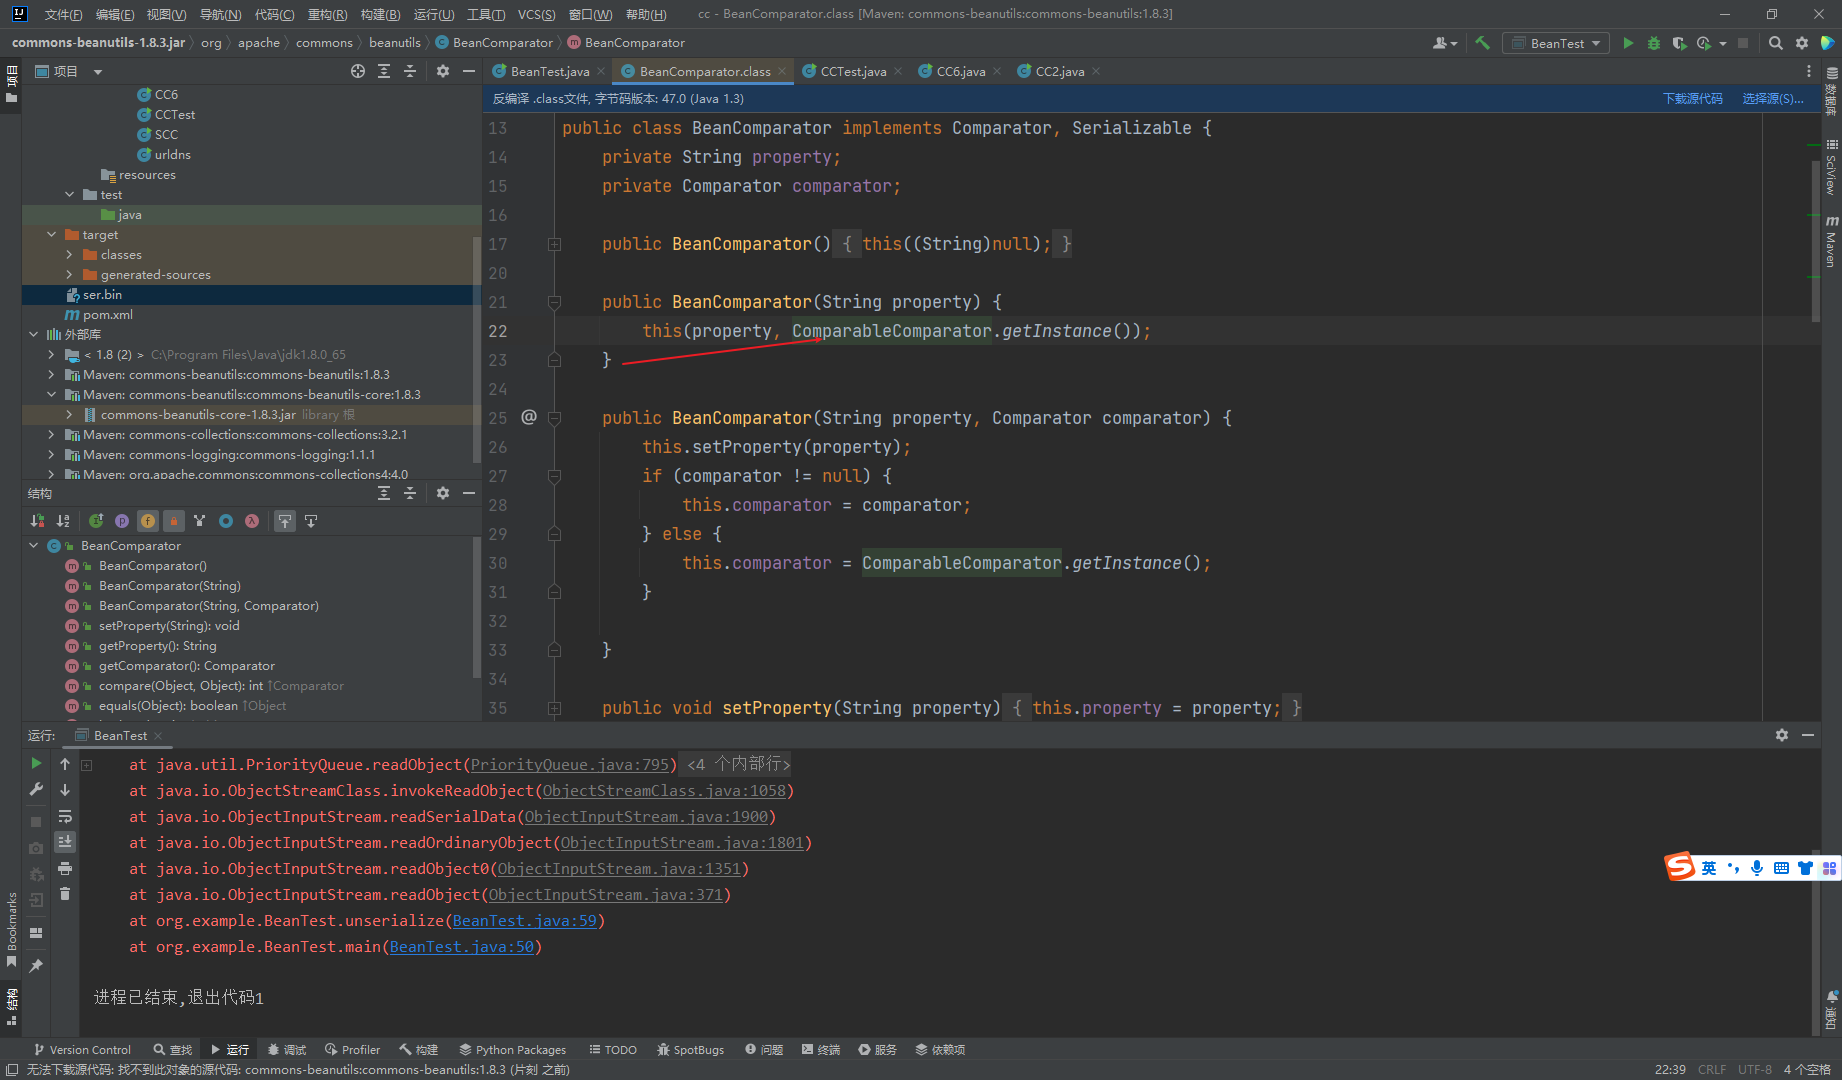 文件(F) 编辑(E) 视图(V) 导航(N) 代码(C) 重构(R) 构建(B) 运行(U) 工具(T) VCS(S) 窗口(W) 帮助(H) cc - BeanComparator.class [Maven: commons-beanutils:commons-beanutils:1.8.3]
commons-beanutils-1.8.3.jar org apache commons beanutils BeanComparator BeanComparator BeanTest
项目
项目
CC6
CCTest
SCC
urldns
resources
test
java
target
classes
generated-sources
ser.bin
pom.xml
外部库
< 1.8 (2) > C:\Program Files\Java\jdk1.8.0_65
Maven: commons-beanutils:commons-beanutils:1.8.3
Maven: commons-beanutils:commons-beanutils-core:1.8.3
commons-beanutils-core-1.8.3.jar library 根
Maven: commons-collections:commons-collections:3.2.1
Maven: commons-logging:commons-logging:1.1.1
Maven: org.apache.commons:commons-collections4:4.0
结构
BeanComparator
BeanComparator()
BeanComparator(String)
BeanComparator(String, Comparator)
setProperty(String): void
getProperty(): String
getComparator(): Comparator
compare(Object, Object): int ↑Comparator
equals(Object): boolean ↑Object
BeanTest.java BeanComparator.class CCTest.java CC6.java CC2.java
反编译 .class文件, 字节码版本: 47.0 (Java 1.3) 下载源代码 选择源(S)...
13 public class BeanComparator implements Comparator, Serializable {
14 private String property;
15 private Comparator comparator;
16
17 public BeanComparator() { this((String)null); }
20
21 public BeanComparator(String property) {
22 this(property, ComparableComparator.getInstance());
23 }
24
25 @ public BeanComparator(String property, Comparator comparator) {
26 this.setProperty(property);
27 if (comparator != null) {
28 this.comparator = comparator;
29 } else {
30 this.comparator = ComparableComparator.getInstance();
31 }
32
33 }
34
35 public void setProperty(String property) { this.property = property; }
数据库
SciView
Maven
通知
运行: BeanTest
at java.util.PriorityQueue.readObject(PriorityQueue.java:795) <4 个内部行>
at java.io.ObjectStreamClass.invokeReadObject(ObjectStreamClass.java:1058)
at java.io.ObjectInputStream.readSerialData(ObjectInputStream.java:1900)
at java.io.ObjectInputStream.readOrdinaryObject(ObjectInputStream.java:1801)
at java.io.ObjectInputStream.readObject0(ObjectInputStream.java:1351)
at java.io.ObjectInputStream.readObject(ObjectInputStream.java:371)
at org.example.BeanTest.unserialize(BeanTest.java:59)
at org.example.BeanTest.main(BeanTest.java:50)
进程已结束,退出代码1
Bookmarks
结构
英
Version Control 查找 运行 调试 Profiler 构建 Python Packages TODO SpotBugs 问题 终端 服务 依赖项
无法下载源代码: 找不到此对象的源代码: commons-beanutils:commons-beanutils:1.8.3 (片刻 之前) 22:39 CRLF UTF-8 4 个空格